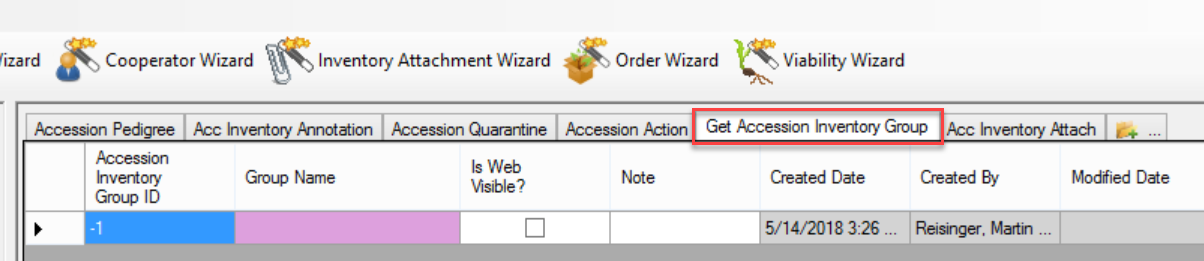 Cooperator Wizard Inventory Attachment Wizard Order Wizard Viability Wizard
Accession Pedigree Acc Inventory Annotation Accession Quarantine Accession Action Get Accession Inventory Group Acc Inventory Attach ...
Accession
Inventory
Group ID
Group Name
Is Web
Visible?
Note
Created Date
Created By
Modified Date
-1 5/14/2018 3:26 ... Reisinger, Martin ...